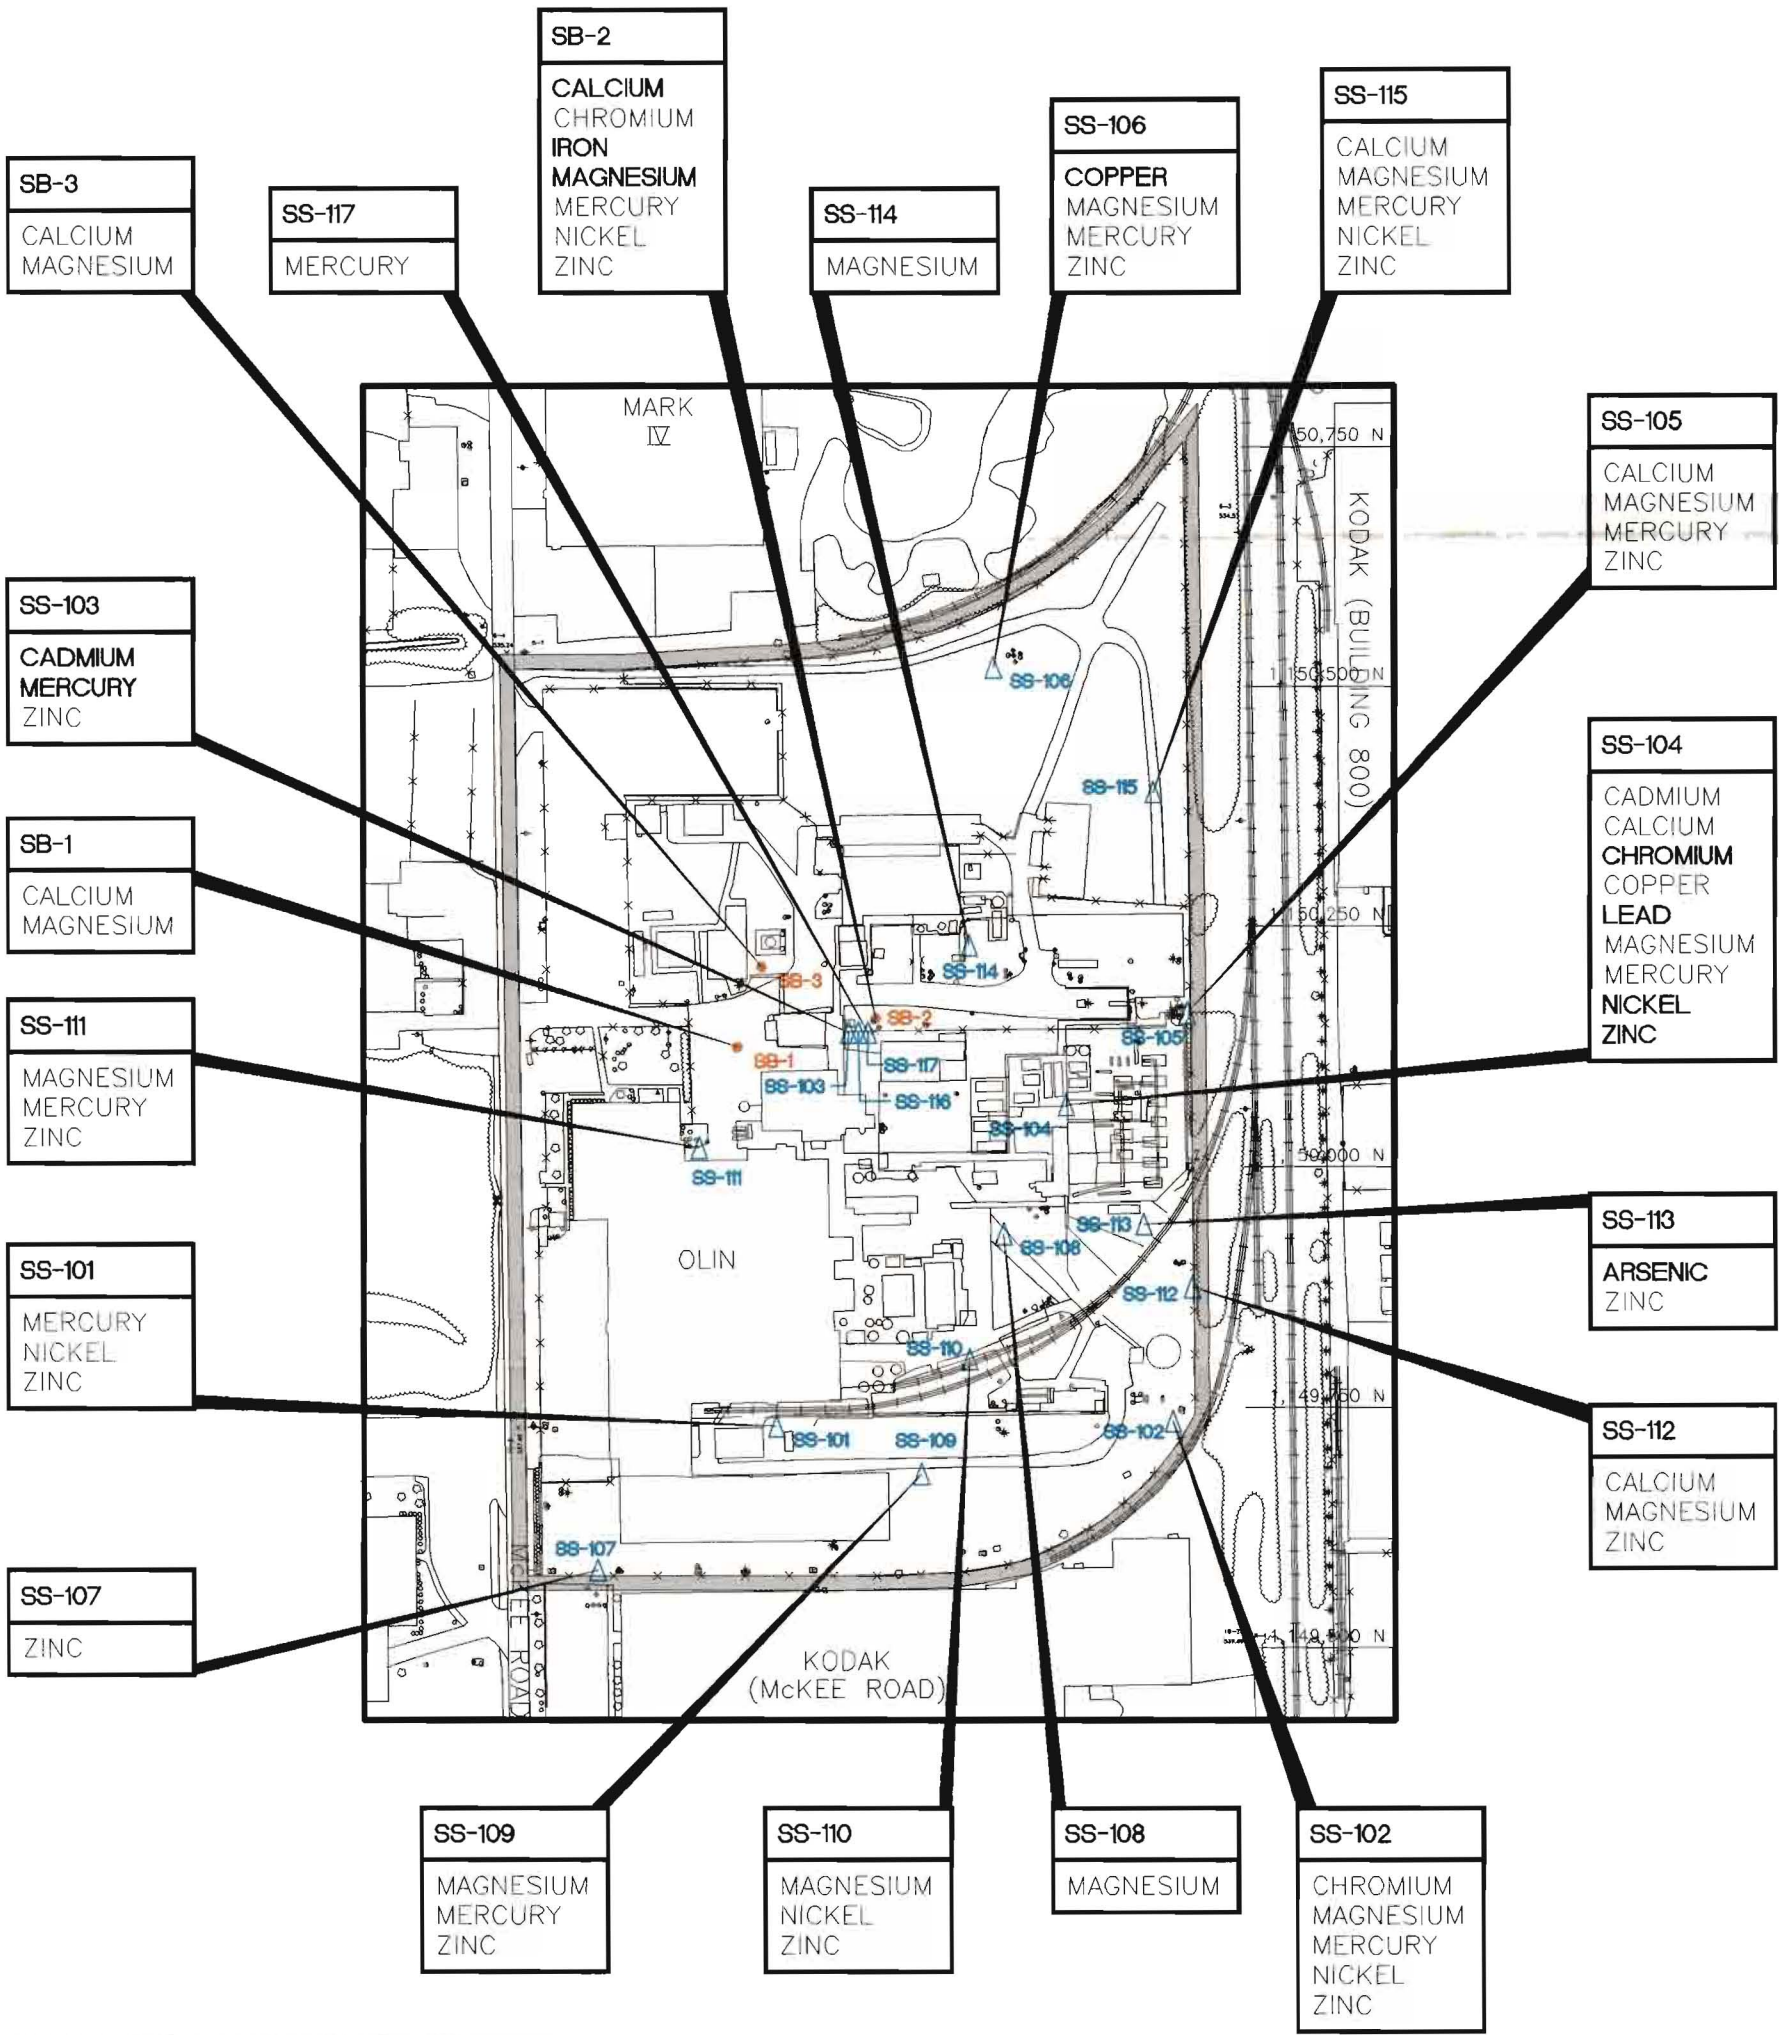 SB-2
CALCIUM
CHROMIUM
IRON
MAGNESIUM
MERCURY
NICKEL
ZINC
SS-115
CALCIUM
MAGNESIUM
MERCURY
NICKEL
ZINC
SS-106
COPPER
MAGNESIUM
MERCURY
ZINC
SB-3
CALCIUM
MAGNESIUM
SS-117
MERCURY
SS-114
MAGNESIUM
SS-105
CALCIUM
MAGNESIUM
MERCURY
ZINC
SS-103
CADMIUM
MERCURY
ZINC
SS-104
CADMIUM
CALCIUM
CHROMIUM
COPPER
LEAD
MAGNESIUM
MERCURY
NICKEL
ZINC
SB-1
CALCIUM
MAGNESIUM
SS-111
MAGNESIUM
MERCURY
ZINC
SS-113
ARSENIC
ZINC
SS-101
MERCURY
NICKEL
ZINC
SS-112
CALCIUM
MAGNESIUM
ZINC
SS-107
ZINC
SS-109
MAGNESIUM
MERCURY
ZINC
SS-110
MAGNESIUM
NICKEL
ZINC
SS-108
MAGNESIUM
SS-102
CHROMIUM
MAGNESIUM
MERCURY
NICKEL
ZINC
MARK
IV
50,750 N
KODAK (BUILDING 800)
1,150,500 N
SS-106
SS-115
1,150,250 N
SS-114
SB-3
SB-2
SS-105
SB-1
SS-117
SS-103
SS-116
SS-104
SS-111
SS-113
SS-108
OLIN
SS-112
SS-110
1,149,750 N
SS-102
SS-101
SS-109
SS-107
MCKEE ROAD
1,149,500 N
KODAK
(McKEE ROAD)